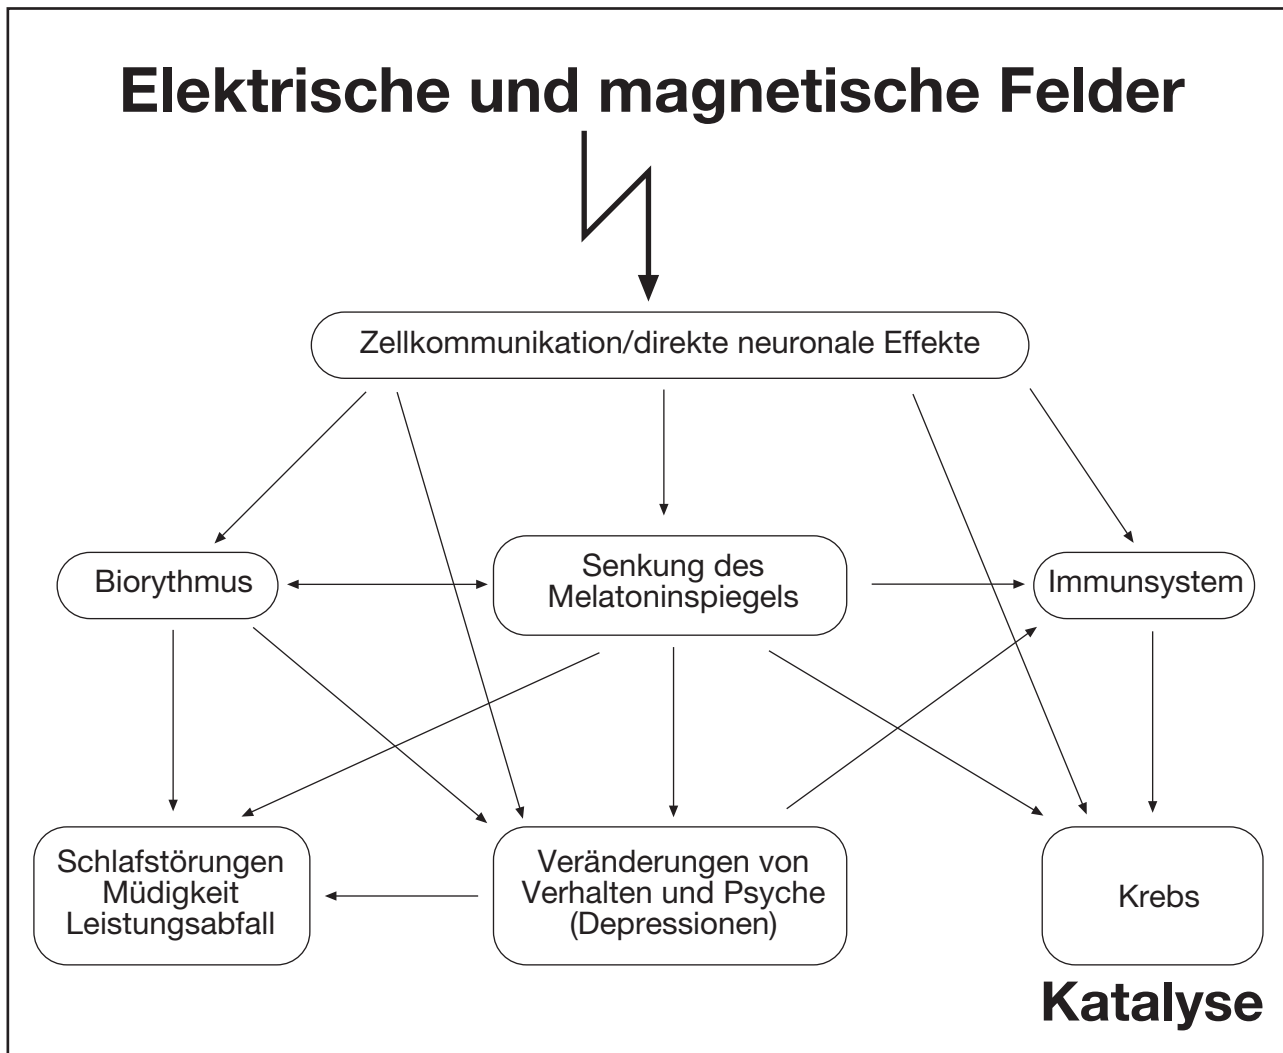 Elektrische und magnetische Felder
Zellkommunikation/direkte neuronale Effekte
Biorythmus
Senkung des
Melatoninspiegels
Immunsystem
Schlafstörungen
Müdigkeit
Leistungsabfall
Veränderungen von
Verhalten und Psyche
(Depressionen)
Krebs
Katalyse